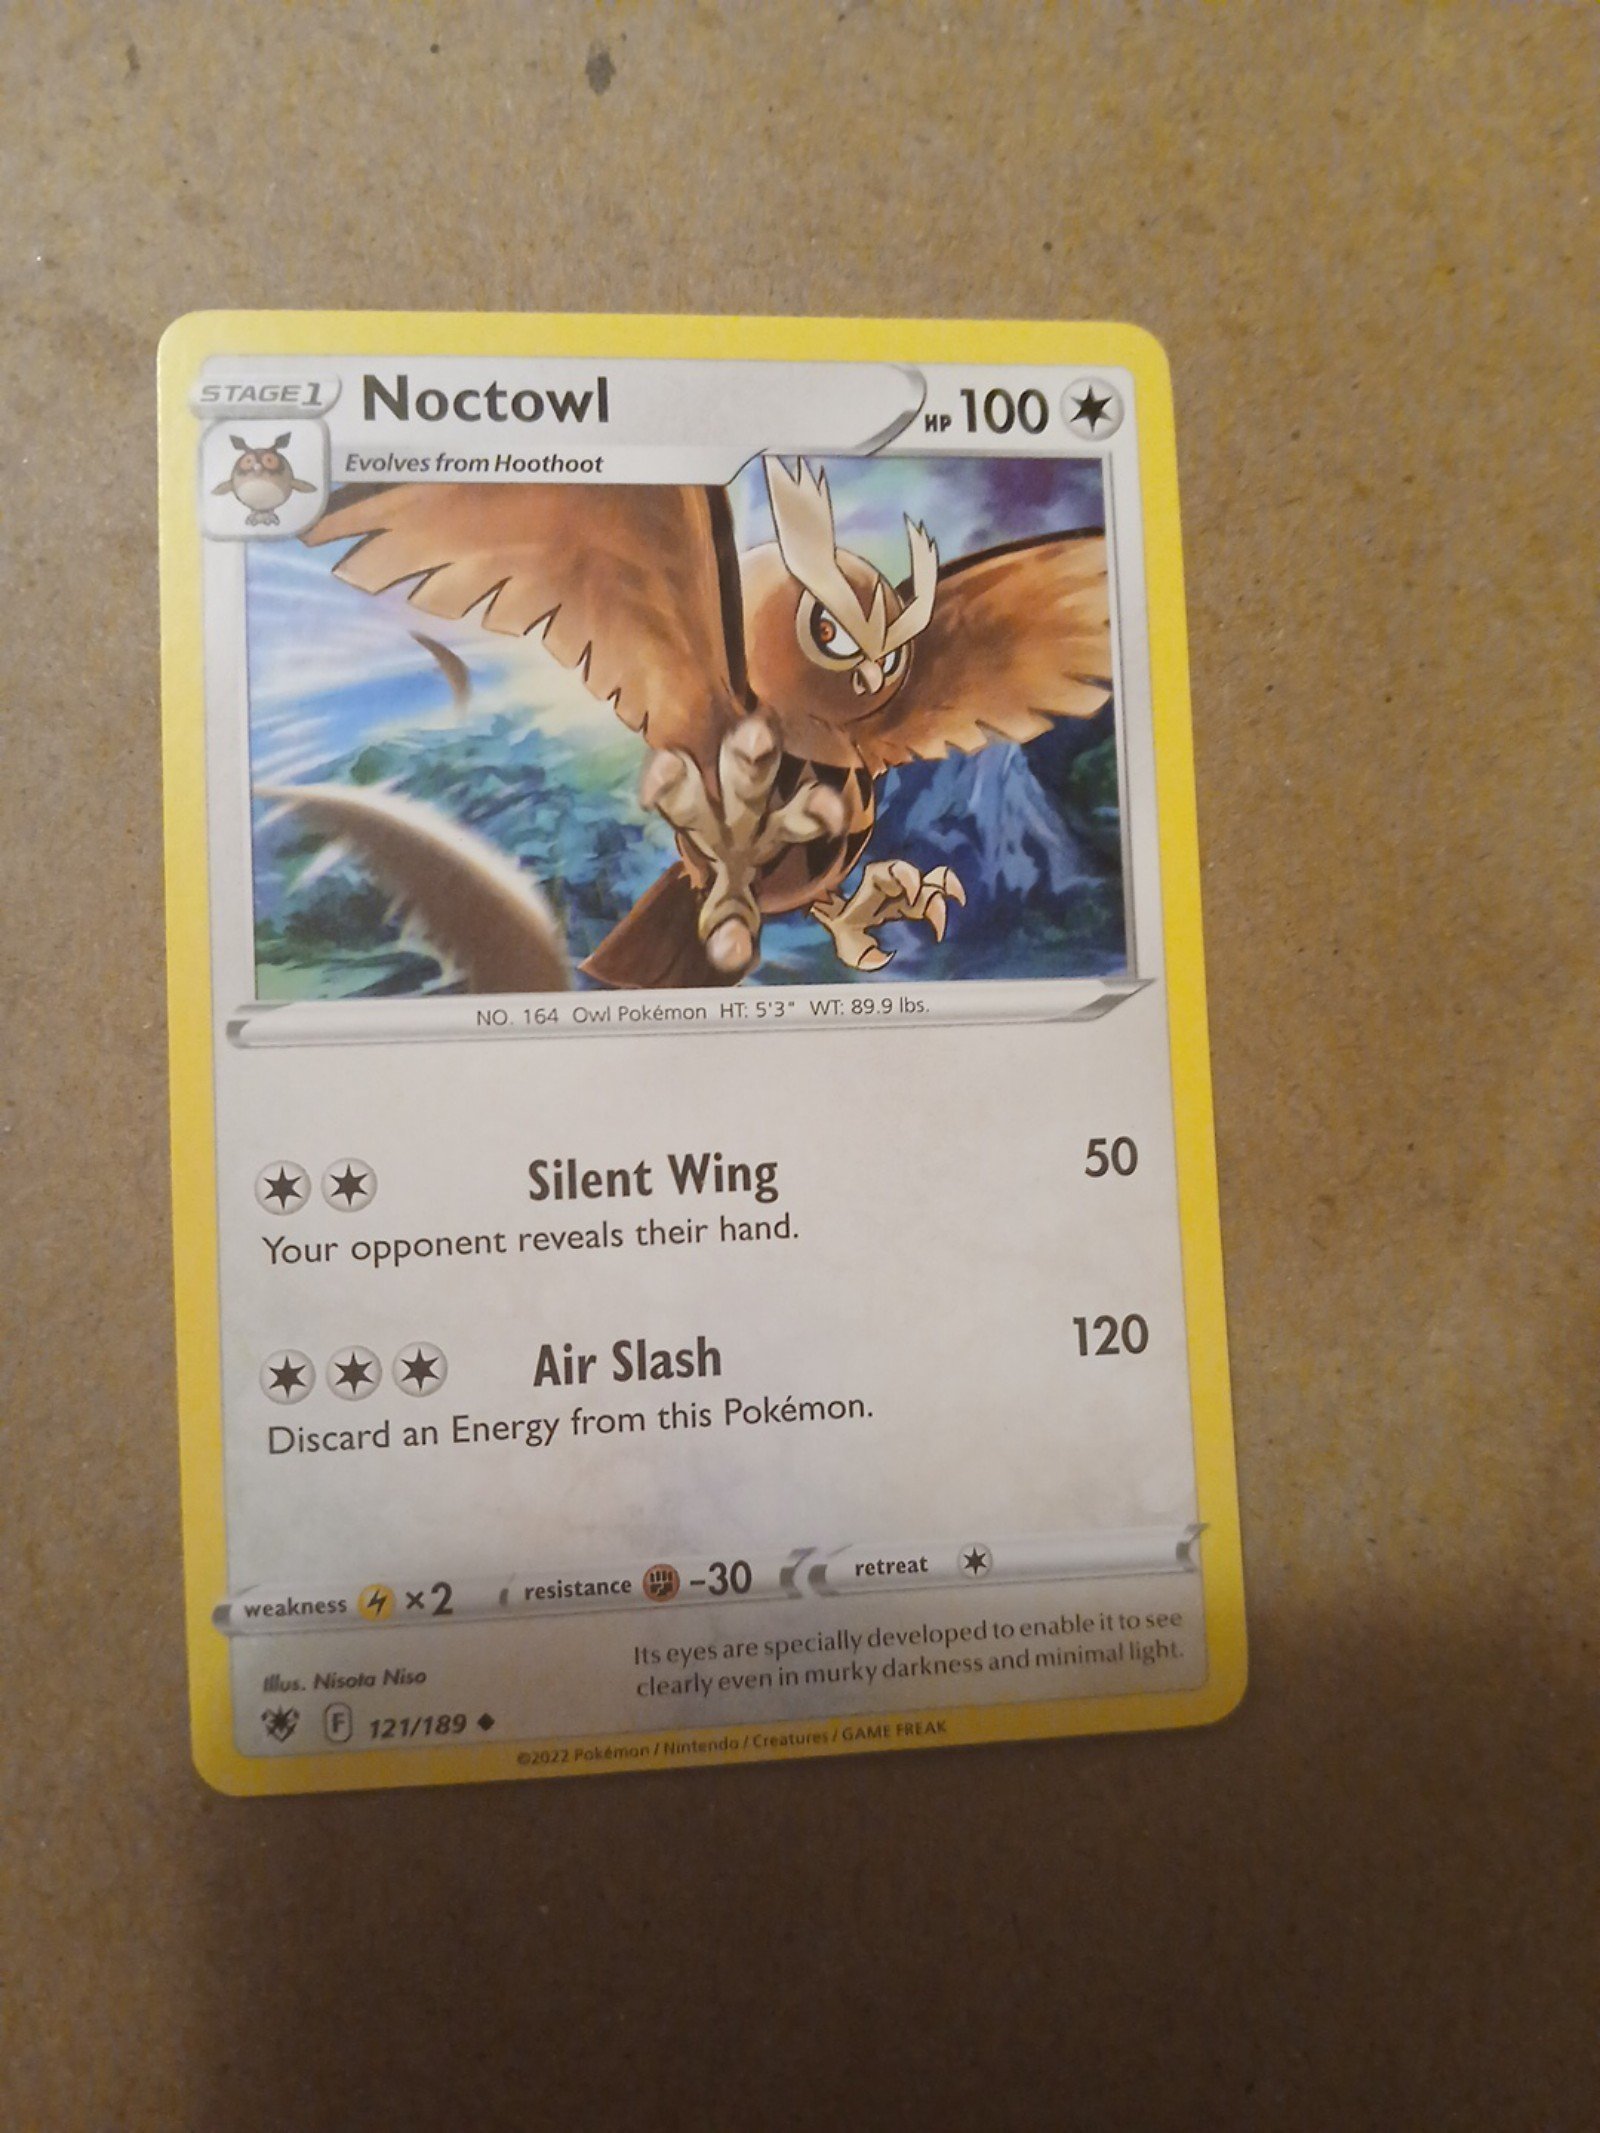 STAGE 1 Noctowl HP 100
Evolves from Hoothoot
NO. 164 Owl Pokémon HT: 5'3" WT: 89.9 lbs.
Silent Wing 50
Your opponent reveals their hand.
Air Slash 120
Discard an Energy from this Pokémon.
weakness ×2 resistance -30 retreat
Its eyes are specially developed to enable it to see
clearly even in murky darkness and minimal light.
Illus. Nisota Niso
F 121/189
©2022 Pokémon / Nintendo / Creatures / GAME FREAK